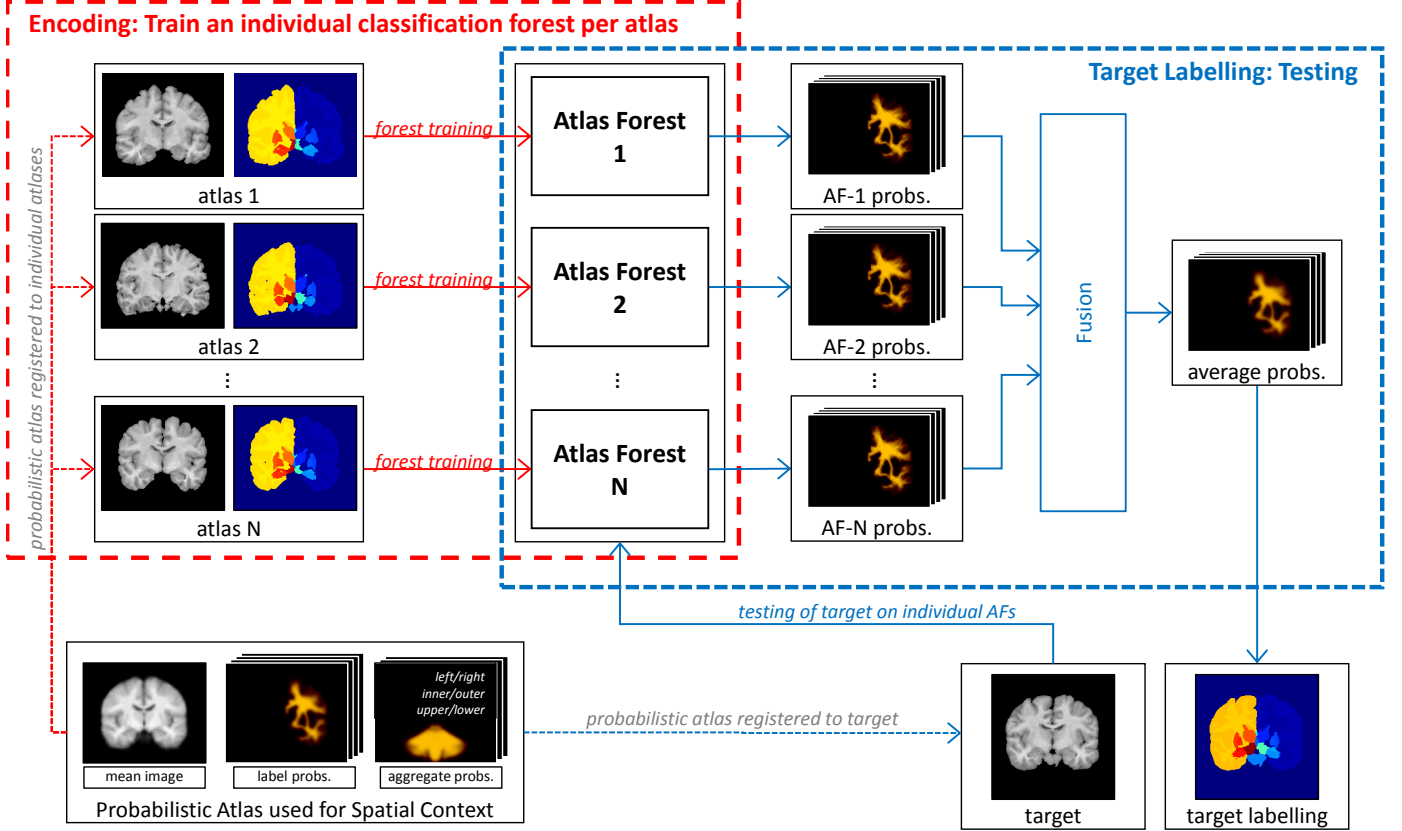 Encoding: Train an individual classification forest per atlas
Target Labelling: Testing
probabilistic atlas registered to individual atlases
atlas 1
forest training
Atlas Forest
1
AF-1 probs.
atlas 2
forest training
Atlas Forest
2
AF-2 probs.
...
...
...
atlas N
forest training
Atlas Forest
N
AF-N probs.
Fusion
average probs.
testing of target on individual AFs
left/right
inner/outer
upper/lower
mean image
label probs.
aggregate probs.
Probabilistic Atlas used for Spatial Context
probabilistic atlas registered to target
target
target labelling